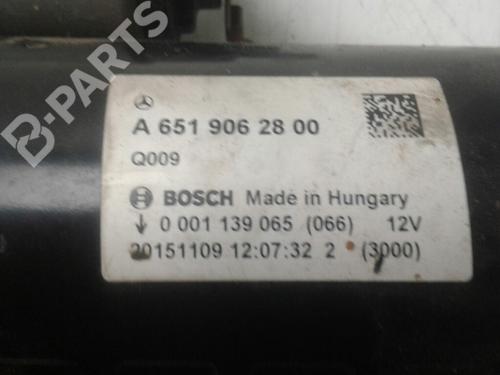 B-PARTS
A 651 906 28 00
Q009
BOSCH Made in Hungary
0 001 139 065 (066) 12V
20151109 12:07:32 2 (3000)